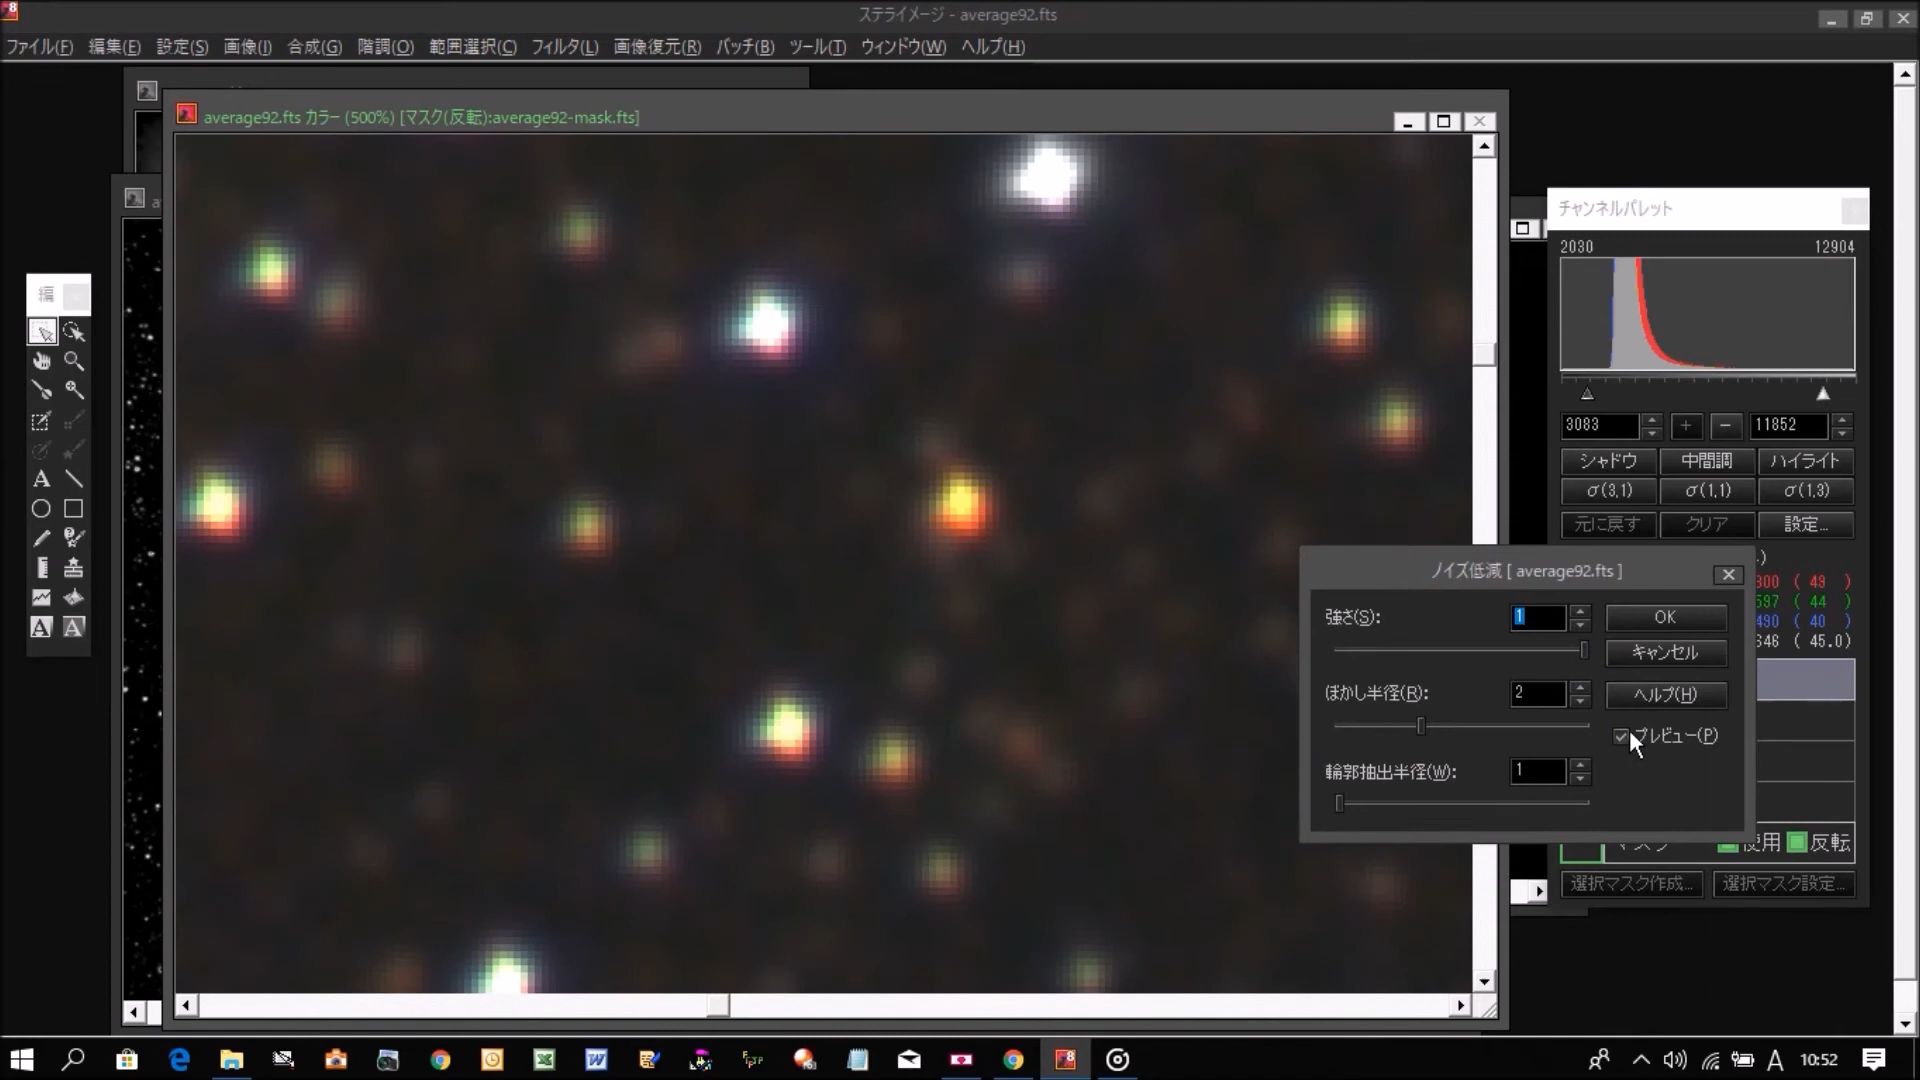 ステライメージ - average92.fts
ファイル(F) 編集(E) 設定(S) 画像(I) 合成(G) 階調(O) 範囲選択(C) フィルタ(L) 画像復元(R) バッチ(B) ツール(T) ウィンドウ(W) ヘルプ(H)
average92.fts カラー (500%) [マスク(反転):average92-mask.fts]
編
チャンネルパレット
2030 12904
3083 + - 11852
シャドウ 中間調 ハイライト
σ(3,1) σ(1,1) σ(1,3)
元に戻す クリア 設定...
ノイズ低減 [ average92.fts ]
強さ(S): 1 OK
キャンセル
ぼかし半径(R): 2 ヘルプ(H)
プレビュー(P)
輪郭抽出半径(W): 1
( 49 )
( 44 )
( 40 )
( 45.0)
使用 反転
選択マスク作成... 選択マスク設定...
A 10:52